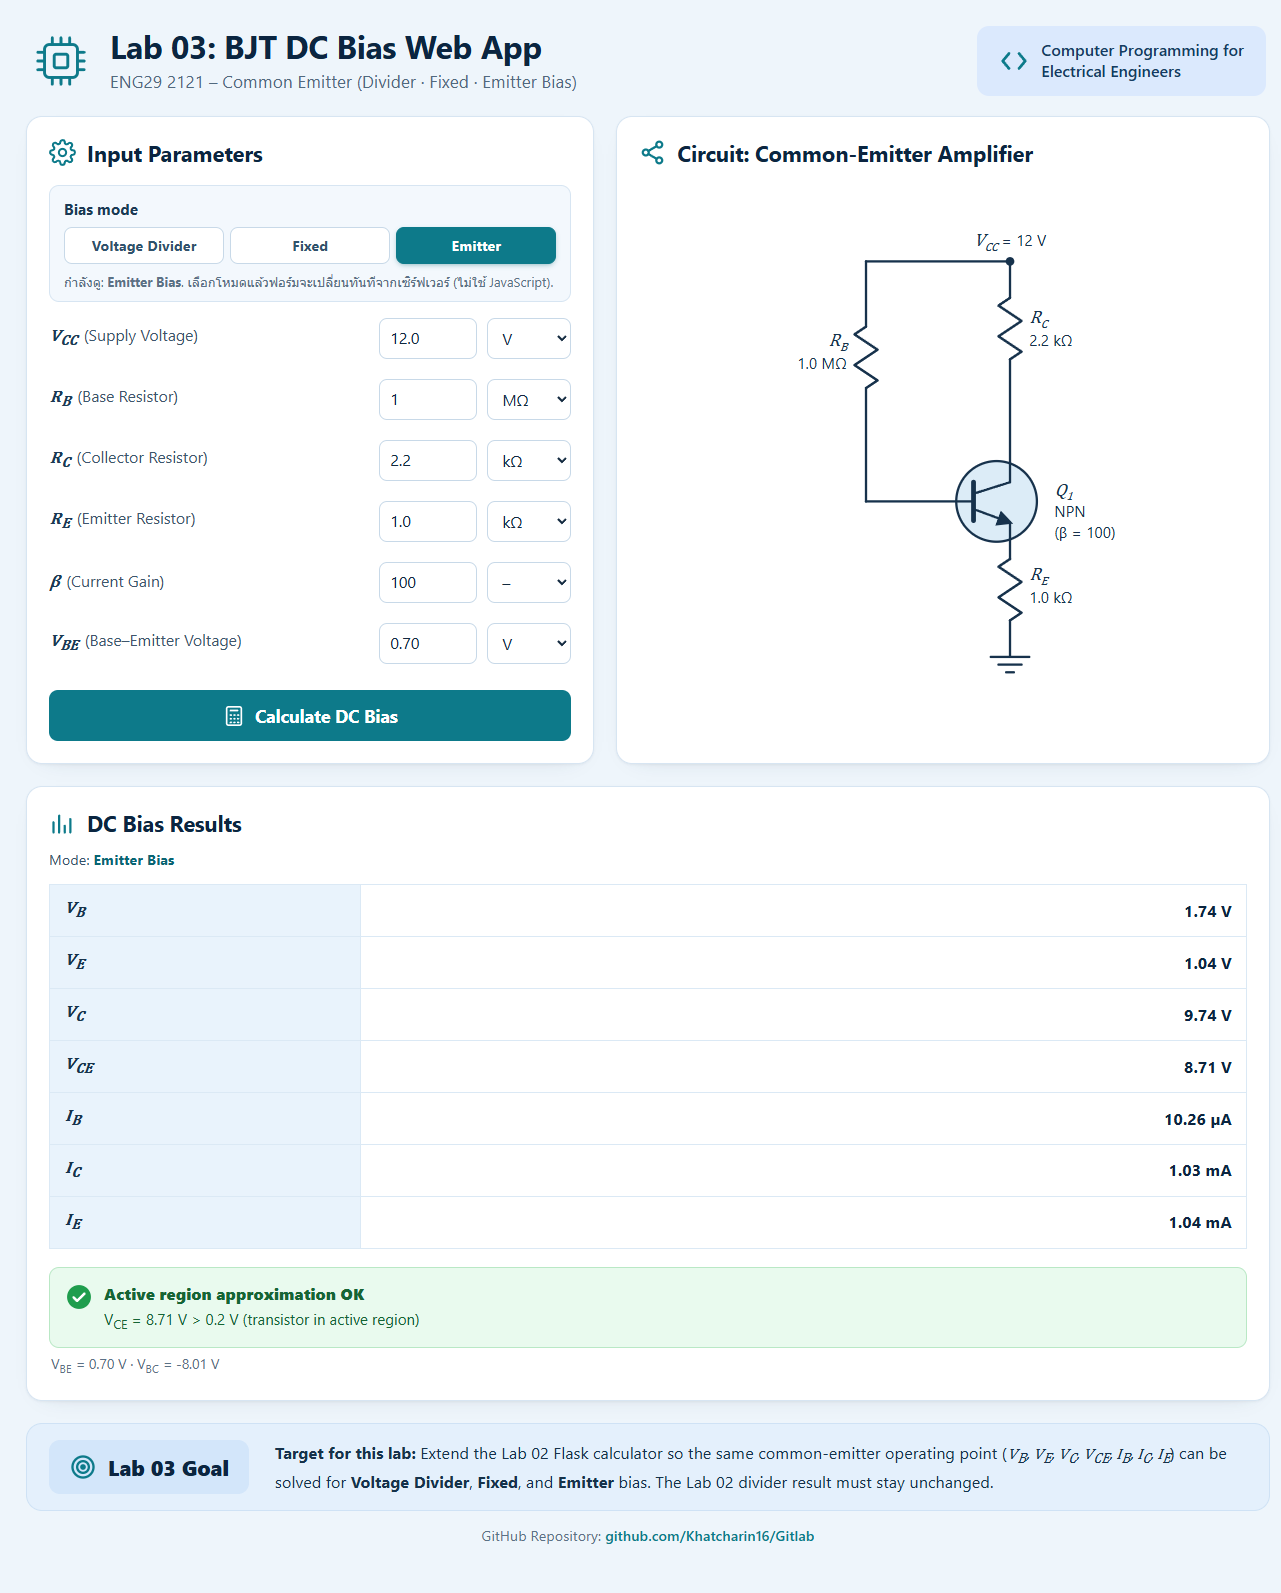 Lab 03: BJT DC Bias Web App
ENG29 2121 – Common Emitter (Divider · Fixed · Emitter Bias)
Computer Programming for
Electrical Engineers
Input Parameters
Bias mode
Voltage Divider
Fixed
Emitter
กำลังดู: Emitter Bias. เลือกโหมดแล้วฟอร์มจะเปลี่ยนทันทีจากเซิร์ฟเวอร์ (ไม่ใช้ JavaScript).
VCC (Supply Voltage) 12.0 V
RB (Base Resistor) 1 MΩ
RC (Collector Resistor) 2.2 kΩ
RE (Emitter Resistor) 1.0 kΩ
β (Current Gain) 100 –
VBE (Base–Emitter Voltage) 0.70 V
Calculate DC Bias
Circuit: Common-Emitter Amplifier
VCC = 12 V
RC
2.2 kΩ
RB
1.0 MΩ
Q1
NPN
(β = 100)
RE
1.0 kΩ
DC Bias Results
Mode: Emitter Bias
VB 1.74 V
VE 1.04 V
VC 9.74 V
VCE 8.71 V
IB 10.26 µA
IC 1.03 mA
IE 1.04 mA
Active region approximation OK
VCE = 8.71 V > 0.2 V (transistor in active region)
VBE = 0.70 V · VBC = -8.01 V
Lab 03 Goal
Target for this lab: Extend the Lab 02 Flask calculator so the same common-emitter operating point (VB, VE, VC, VCE, IB, IC, IE) can be
solved for Voltage Divider, Fixed, and Emitter bias. The Lab 02 divider result must stay unchanged.
GitHub Repository: github.com/Khatcharin16/Gitlab